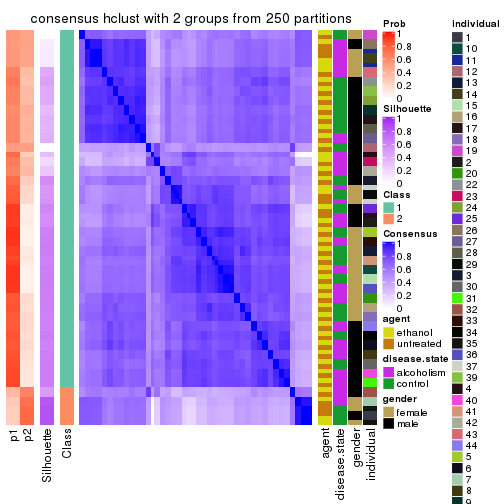 consensus hclust with 2 groups from 250 partitions
p1
p2
Silhouette
Class
agent
disease.state
gender
individual
Prob
1
0.8
0.6
0.4
0.2
0
Silhouette
1
0.8
0.6
0.4
0.2
0
Class
1
2
Consensus
1
0.8
0.6
0.4
0.2
0
agent
ethanol
untreated
disease.state
alcoholism
control
gender
female
male
individual
1
10
11
12
13
14
15
16
17
18
19
2
20
22
23
24
25
26
27
28
29
3
30
31
32
33
34
35
36
37
39
4
40
41
42
43
44
5
6
7
8
9